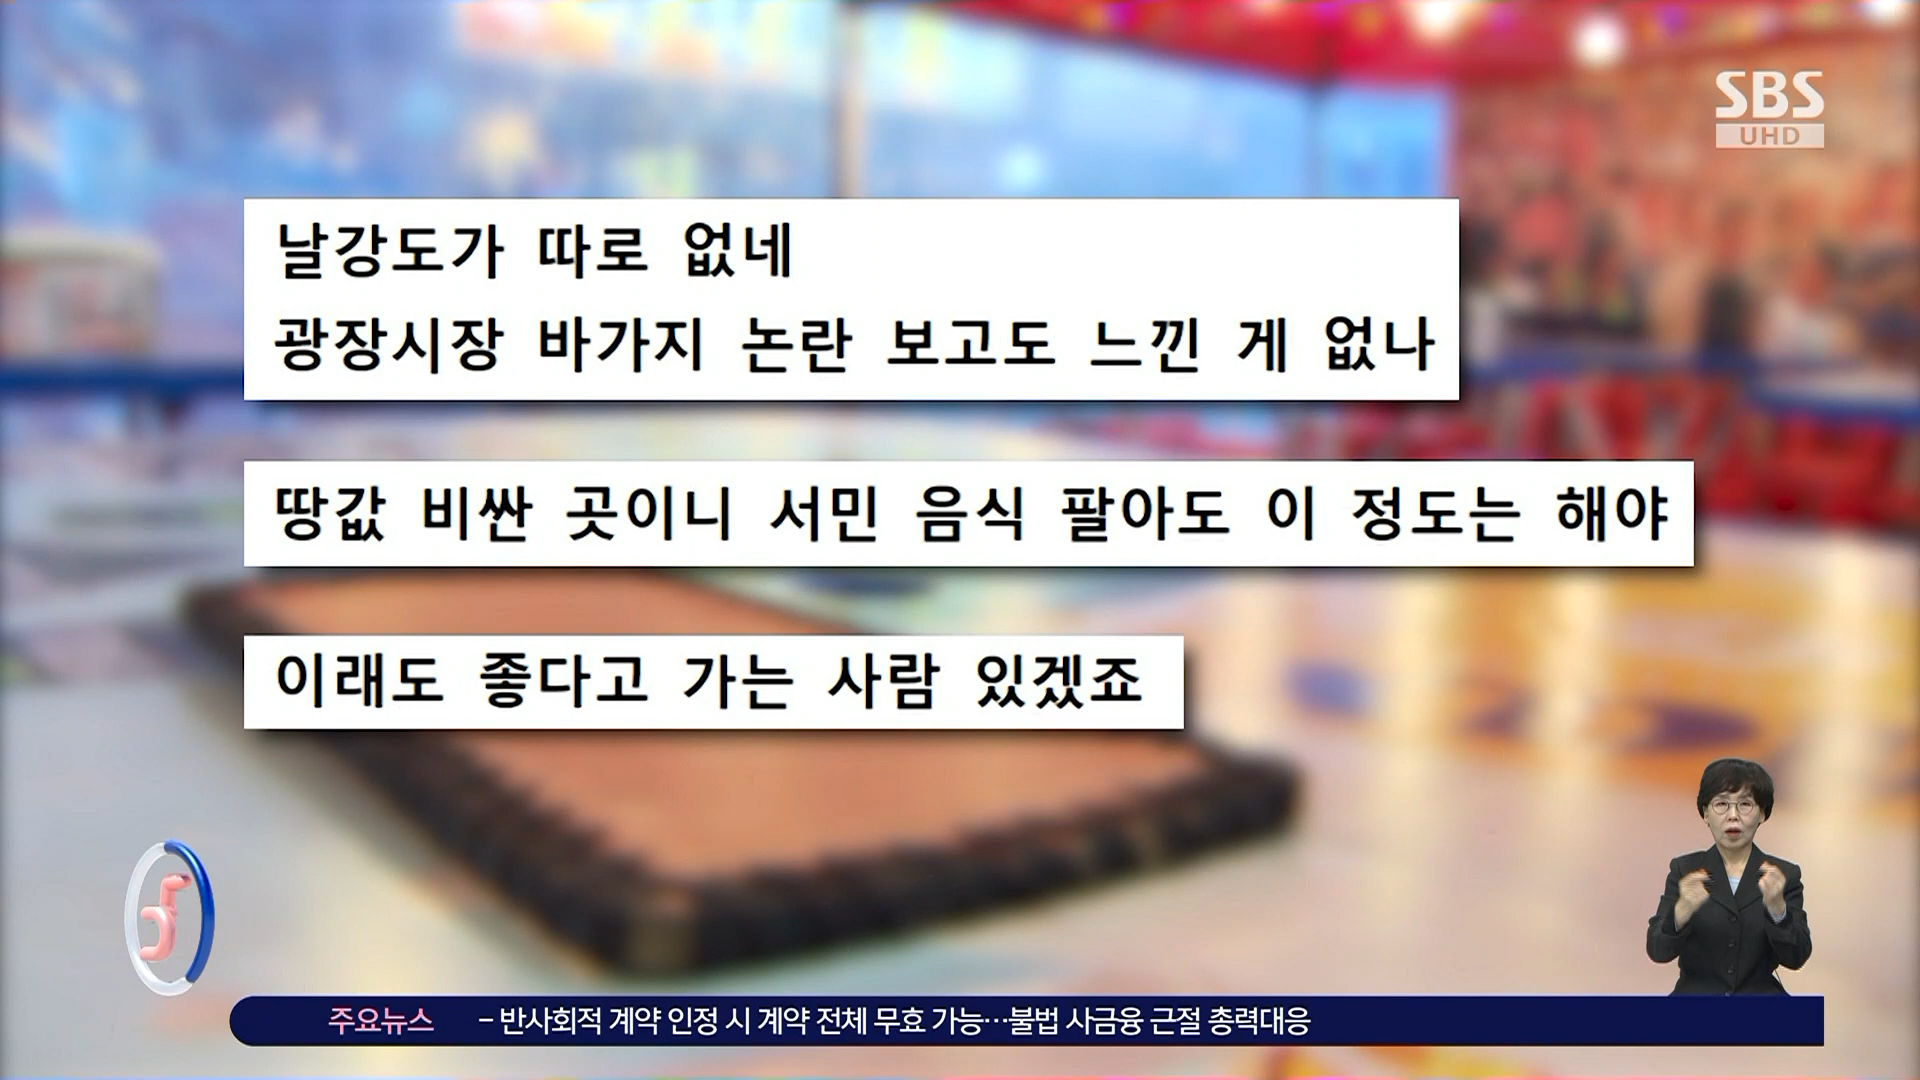 SBS
UHD
날강도가 따로 없네
광장시장 바가지 논란 보고도 느낀 게 없나
땅값 비싼 곳이니 서민 음식 팔아도 이 정도는 해야
이래도 좋다고 가는 사람 있겠죠
주요뉴스 - 반사회적 계약 인정 시 계약 전체 무효 가능…불법 사금융 근절 총력대응